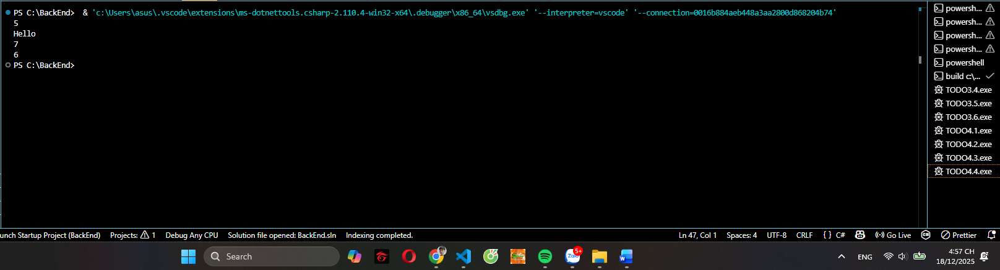 PS C:\BackEnd>  & 'c:\Users\asus\.vscode\extensions\ms-dotnettools.csharp-2.110.4-win32-x64\.debugger\x86_64\vsdbg.exe' '--interpreter=vscode' '--connection=0016b884aeb448a3aa2800d868204b74'
5
Hello
7
6
PS C:\BackEnd>
powersh...
powersh...
powersh...
powersh...
powershell
build c:\...
TODO3.4.exe
TODO3.5.exe
TODO3.6.exe
TODO4.1.exe
TODO4.2.exe
TODO4.3.exe
TODO4.4.exe
unch Startup Project (BackEnd) Projects: 1 Debug Any CPU Solution file opened: BackEnd.sln Indexing completed. Ln 47, Col 1 Spaces: 4 UTF-8 CRLF { } C# Go Live Prettier
Search
Zalo
5+
W
ENG
4:57 CH
18/12/2025